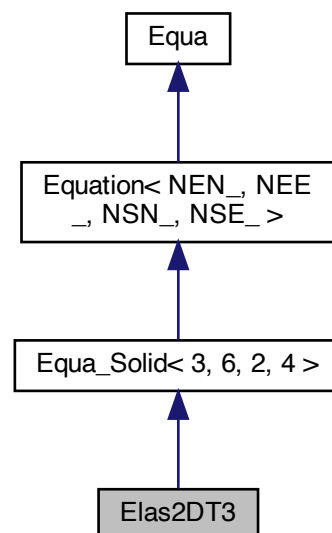 Equa
Equation< NEN_, NEE
_, NSN_, NSE_ >
Equa_Solid< 3, 6, 2, 4 >
Elas2DT3